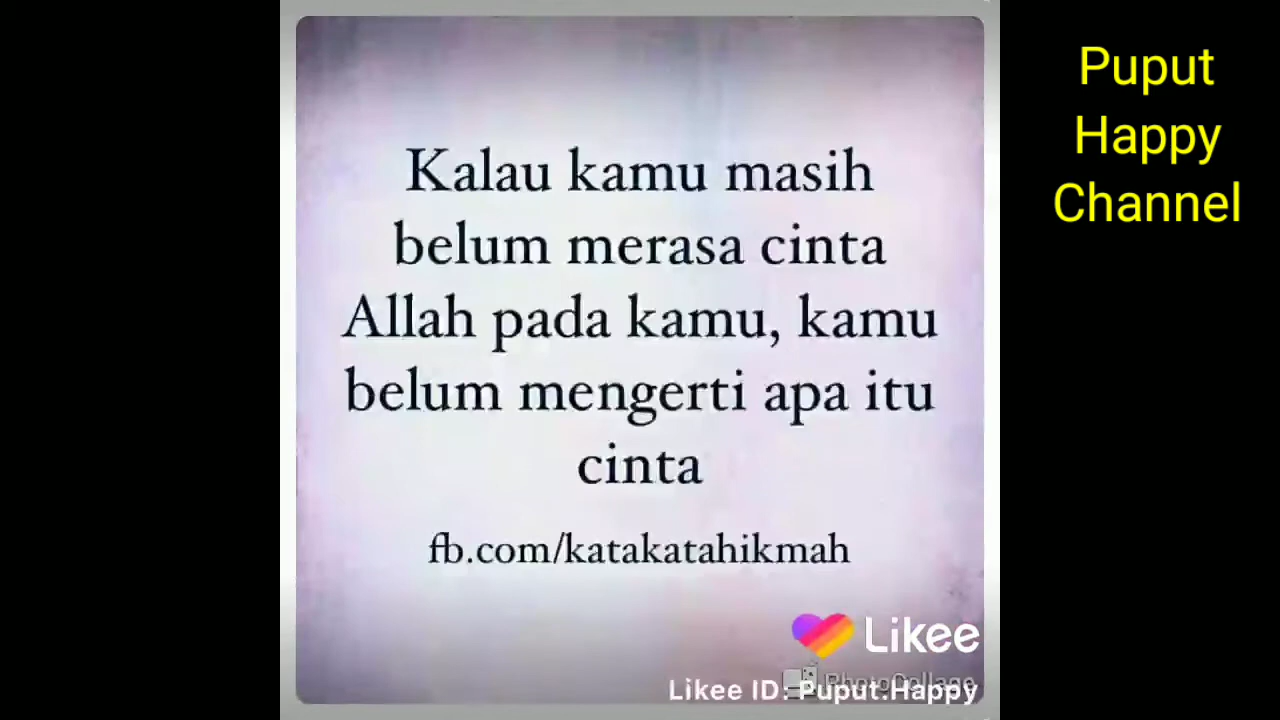 Kalau kamu masih
belum merasa cinta
Allah pada kamu, kamu
belum mengerti apa itu
cinta
fb.com/katakatahikmah
Likee
PhotoCollage
Likee ID: Puput.Happy
Puput
Happy
Channel